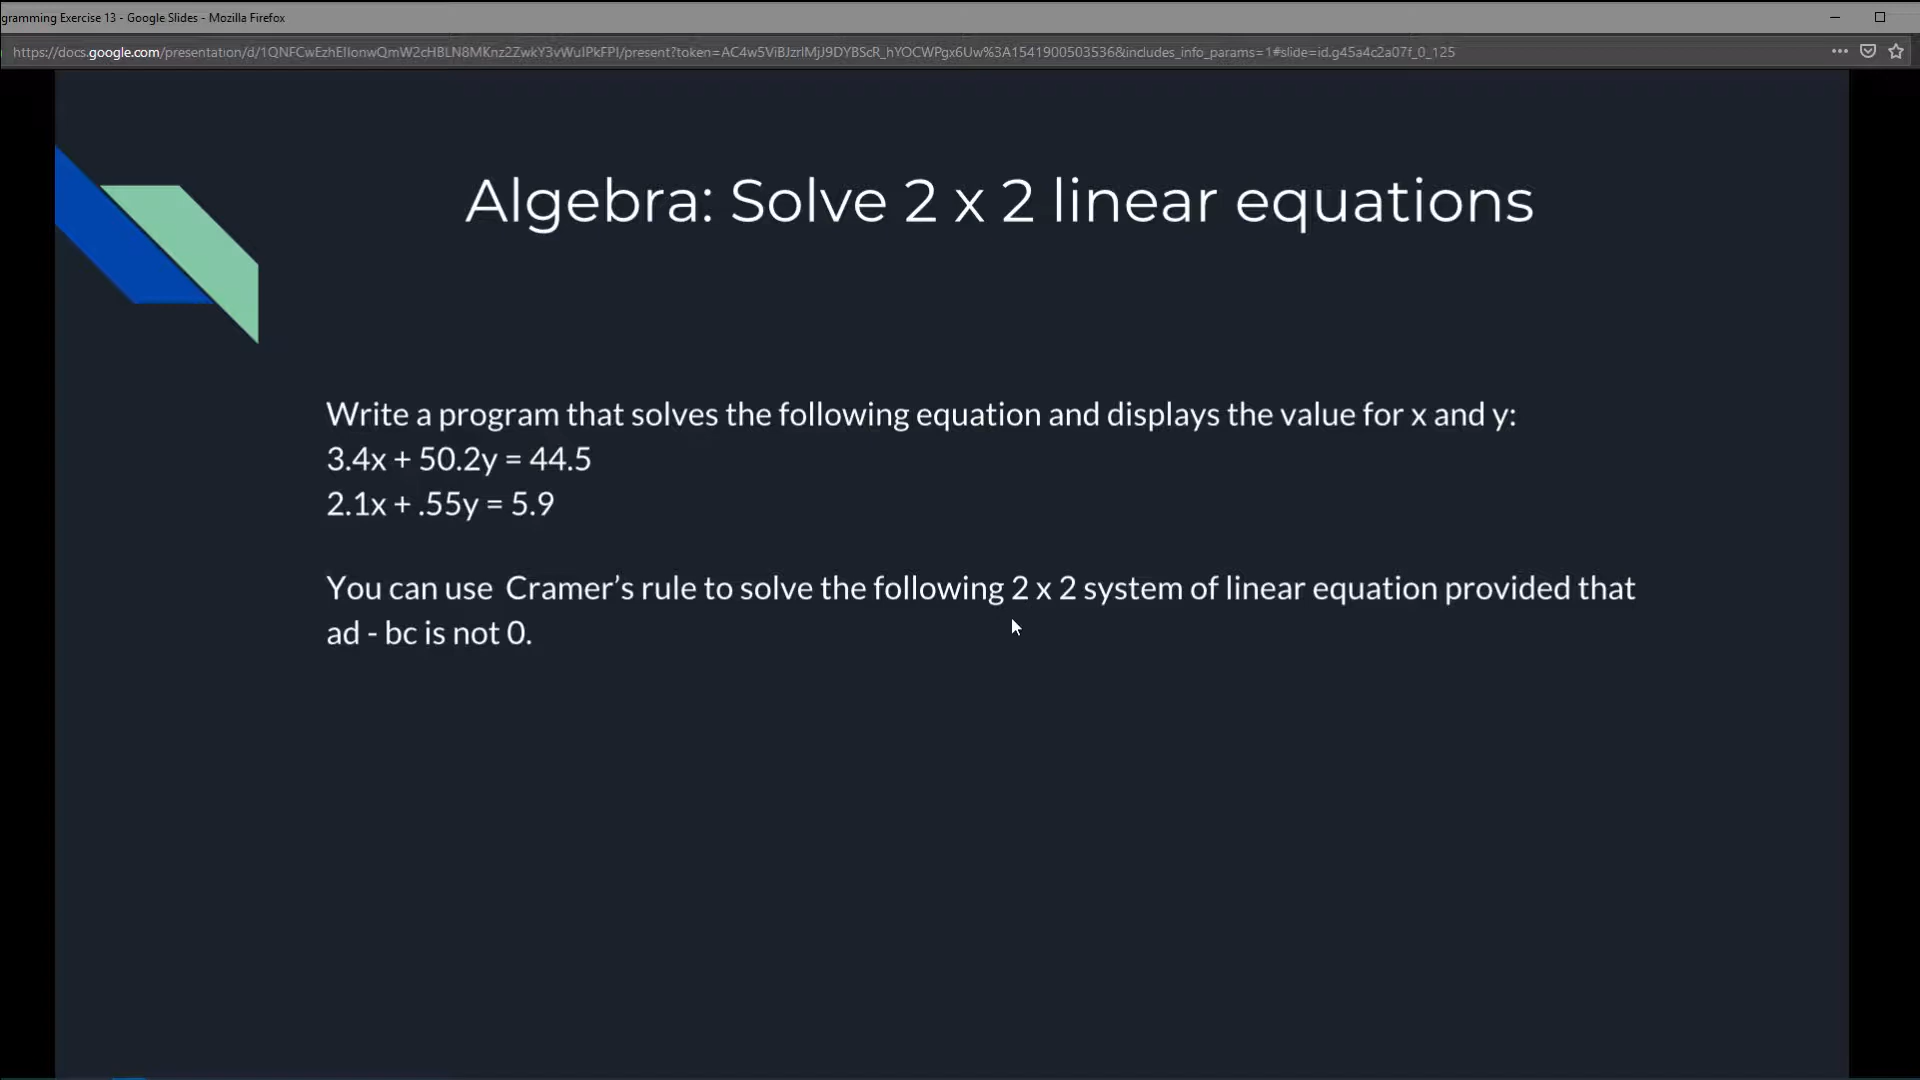 gramming Exercise 13 - Google Slides - Mozilla Firefox
https://docs.google.com/presentation/d/1QNFCwEzhEIIonwQmW2cHBLN8MKnz2ZwkY3vWuIPkFPI/present?token=AC4w5ViBJzrlMjJ9DYBScR_hYOCWPgx6Uw%3A1541900503536&includes_info_params=1#slide=id.g45a4c2a07f_0_125
Algebra: Solve 2 x 2 linear equations
Write a program that solves the following equation and displays the value for x and y:
3.4x + 50.2y = 44.5
2.1x + .55y = 5.9
You can use Cramer’s rule to solve the following 2 x 2 system of linear equation provided that
ad - bc is not 0.